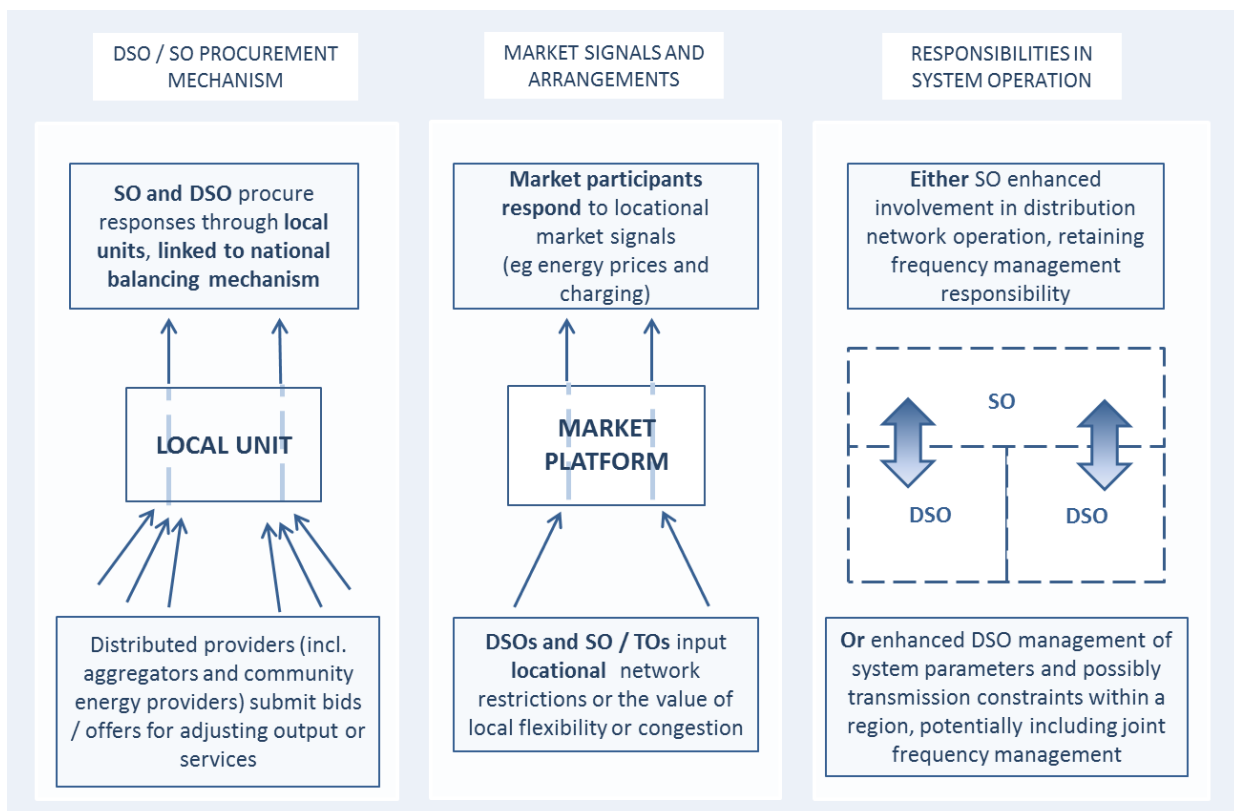 DSO / SO PROCUREMENT
MECHANISM
SO and DSO procure
responses through local
units, linked to national
balancing mechanism
LOCAL UNIT
Distributed providers (incl.
aggregators and community
energy providers) submit bids
/ offers for adjusting output or
services
MARKET SIGNALS AND
ARRANGEMENTS
Market participants
respond to locational
market signals
(eg energy prices and
charging)
MARKET
PLATFORM
DSOs and SO / TOs input
locational network
restrictions or the value of
local flexibility or congestion
RESPONSIBILITIES IN
SYSTEM OPERATION
Either SO enhanced
involvement in distribution
network operation, retaining
frequency management
responsibility
SO
DSO
DSO
Or enhanced DSO management of
system parameters and possibly
transmission constraints within a
region, potentially including joint
frequency management